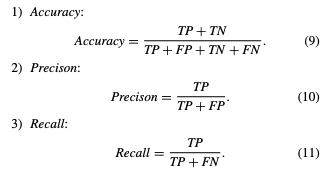 1) Accuracy:
Accuracy = TP + TN / TP + FP + TN + FN . (9)
2) Precison:
Precison = TP / TP + FP . (10)
3) Recall:
Recall = TP / TP + FN . (11)